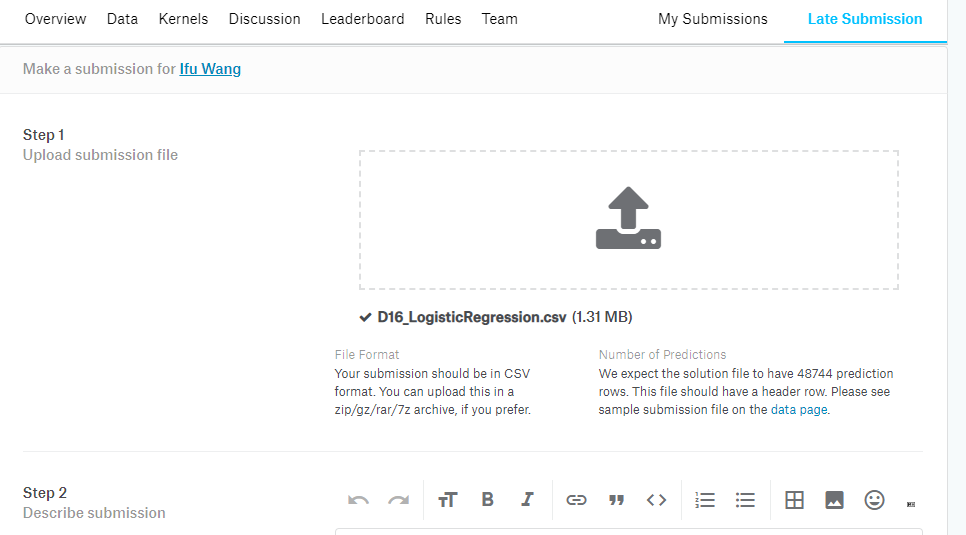 Overview Data Kernels Discussion Leaderboard Rules Team My Submissions Late Submission
Make a submission for Ifu Wang
Step 1
Upload submission file
D16_LogisticRegression.csv (1.31 MB)
File Format
Your submission should be in CSV
format. You can upload this in a
zip/gz/rar/7z archive, if you prefer.
Number of Predictions
We expect the solution file to have 48744 prediction
rows. This file should have a header row. Please see
sample submission file on the data page.
Step 2
Describe submission